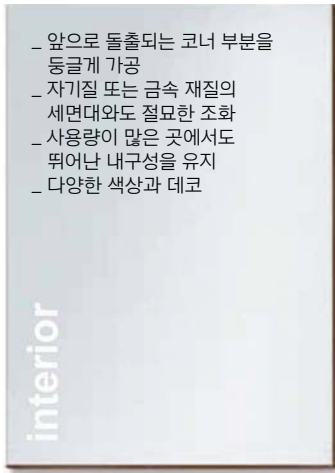 _ 앞으로 돌출되는 코너 부분을
둥글게 가공
_ 자기질 또는 금속 재질의
세면대와도 절묘한 조화
_ 사용량이 많은 곳에서도
뛰어난 내구성을 유지
_ 다양한 색상과 데코
interior